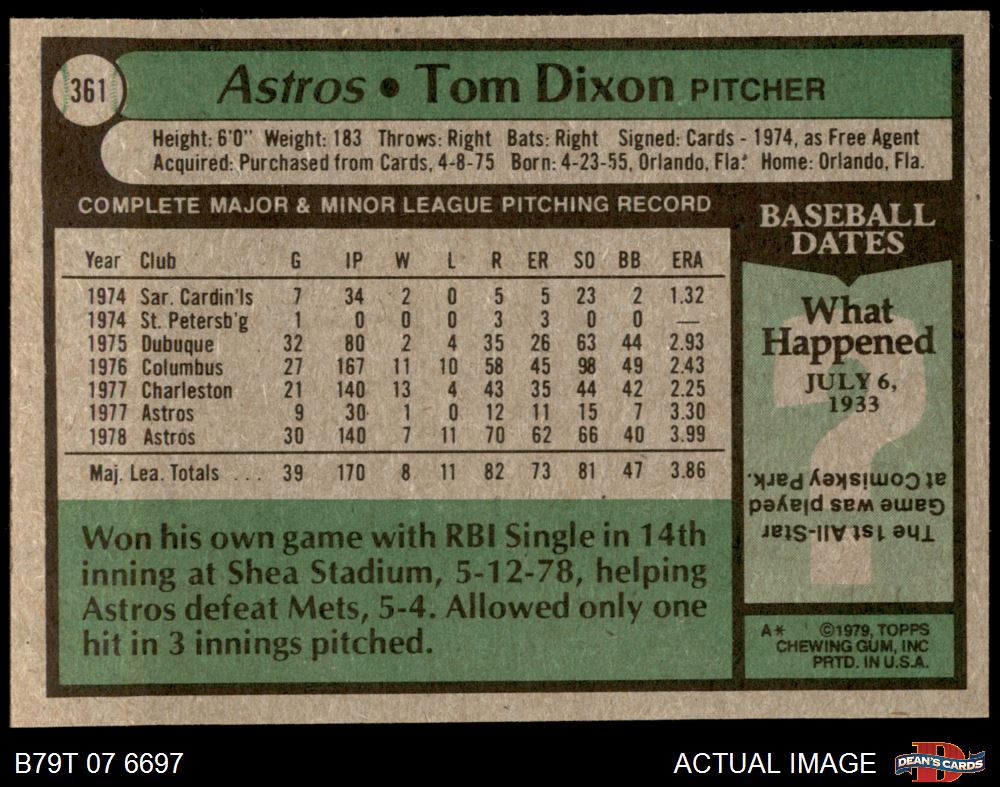 361
Astros • Tom Dixon PITCHER
Height: 6'0" Weight: 183 Throws: Right Bats: Right Signed: Cards - 1974, as Free Agent
Acquired: Purchased from Cards, 4-8-75 Born: 4-23-55, Orlando, Fla. Home: Orlando, Fla.
COMPLETE MAJOR & MINOR LEAGUE PITCHING RECORD
Year Club G IP W L R ER SO BB ERA
1974 Sar. Cardin'ls 7 34 2 0 5 5 23 2 1.32
1974 St. Petersb'g 1 0 0 0 3 3 0 0 —
1975 Dubuque 32 80 2 4 35 26 63 44 2.93
1976 Columbus 27 167 11 10 58 45 98 49 2.43
1977 Charleston 21 140 13 4 43 35 44 42 2.25
1977 Astros 9 30 1 0 12 11 15 7 3.30
1978 Astros 30 140 7 11 70 62 66 40 3.99
Maj. Lea. Totals ... 39 170 8 11 82 73 81 47 3.86
Won his own game with RBI Single in 14th
inning at Shea Stadium, 5-12-78, helping
Astros defeat Mets, 5-4. Allowed only one
hit in 3 innings pitched.
BASEBALL
DATES
What
Happened
JULY 6,
1933
?
The 1st All-Star
Game was played
at Comiskey Park.
A* ©1979, TOPPS
CHEWING GUM, INC
PRTD. IN U.S.A.
B79T 07 6697
ACTUAL IMAGE
D
DEAN'S CARDS